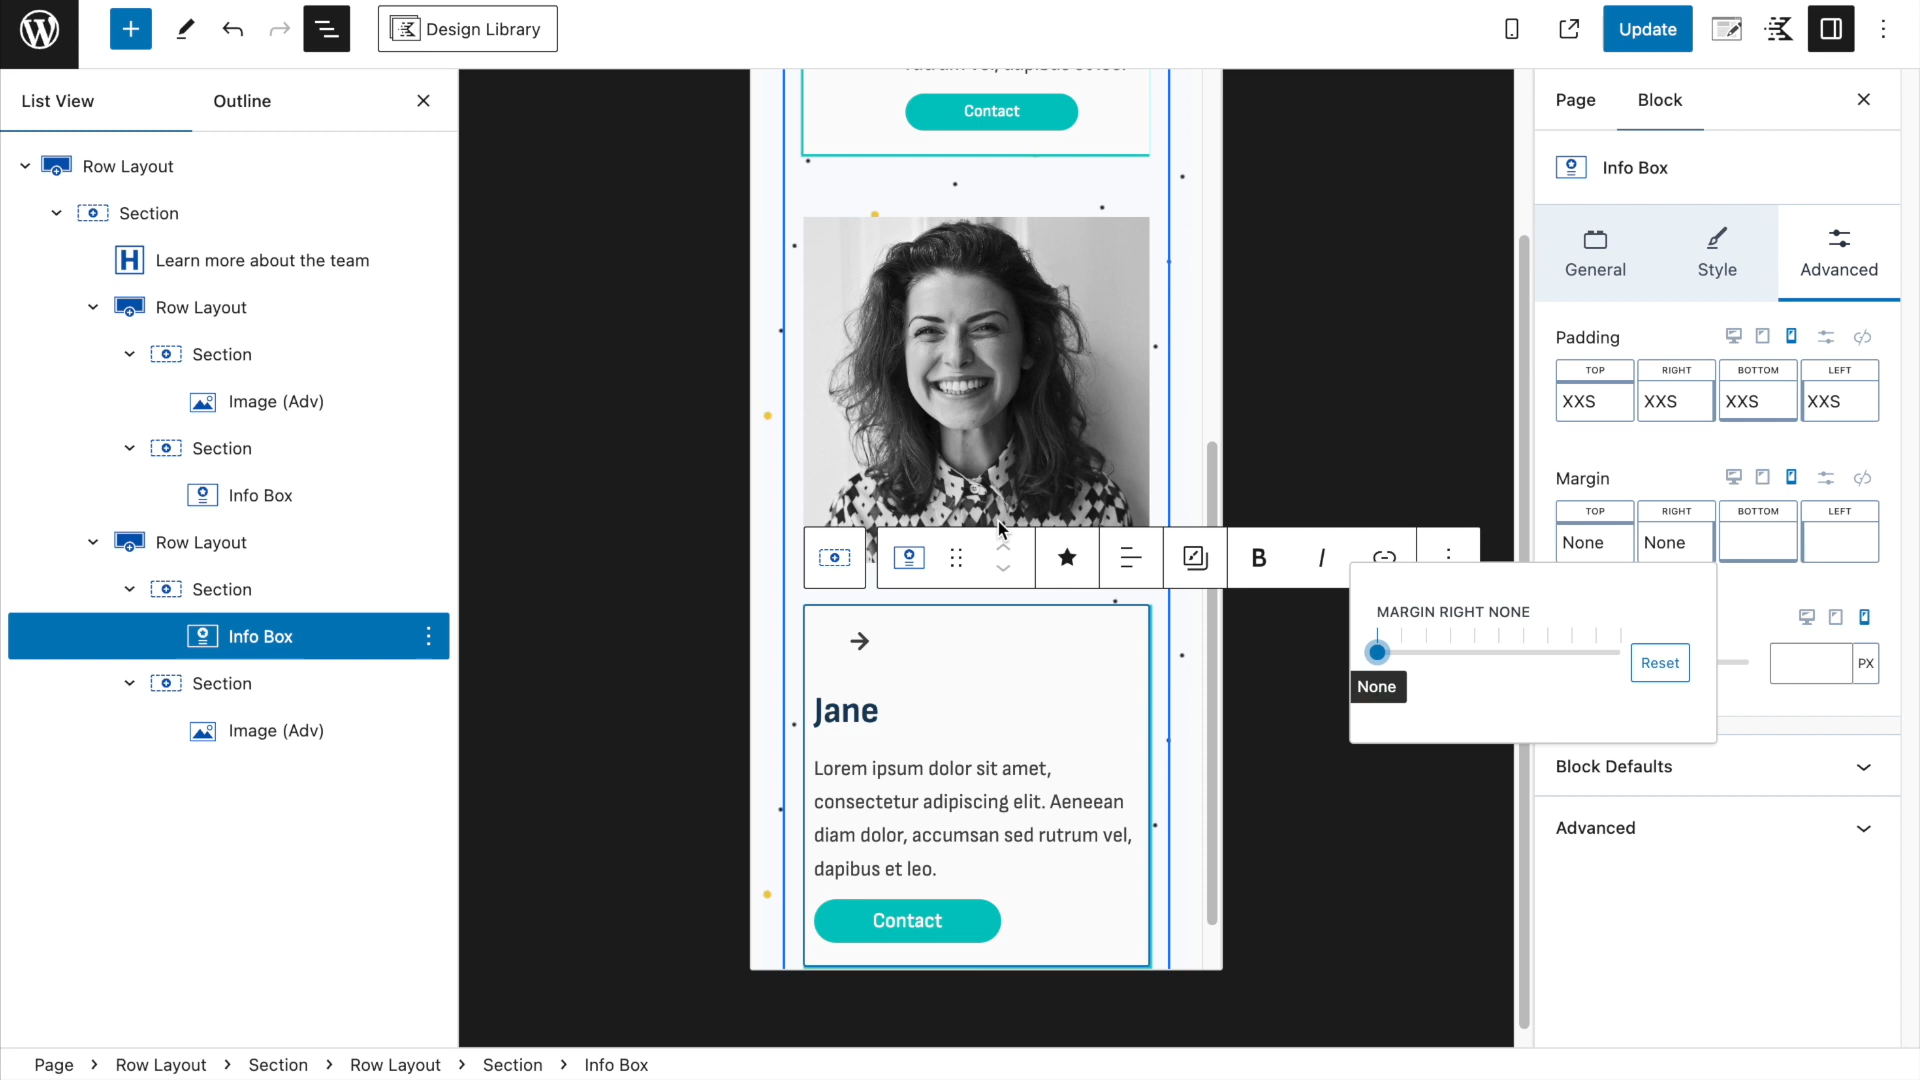 Design Library
Update
List View
Outline
Page
Block
Row Layout
Section
Learn more about the team
Row Layout
Section
Image (Adv)
Section
Info Box
Row Layout
Section
Info Box
Section
Image (Adv)
Contact
B I
Jane
Lorem ipsum dolor sit amet,
consectetur adipiscing elit. Aeneean
diam dolor, accumsan sed rutrum vel,
dapibus et leo.
Contact
Info Box
General
Style
Advanced
Padding
TOP RIGHT BOTTOM LEFT
XXS XXS XXS XXS
Margin
TOP RIGHT BOTTOM LEFT
None None
MARGIN RIGHT NONE
Reset
None
PX
Block Defaults
Advanced
Page > Row Layout > Section > Row Layout > Section > Info Box